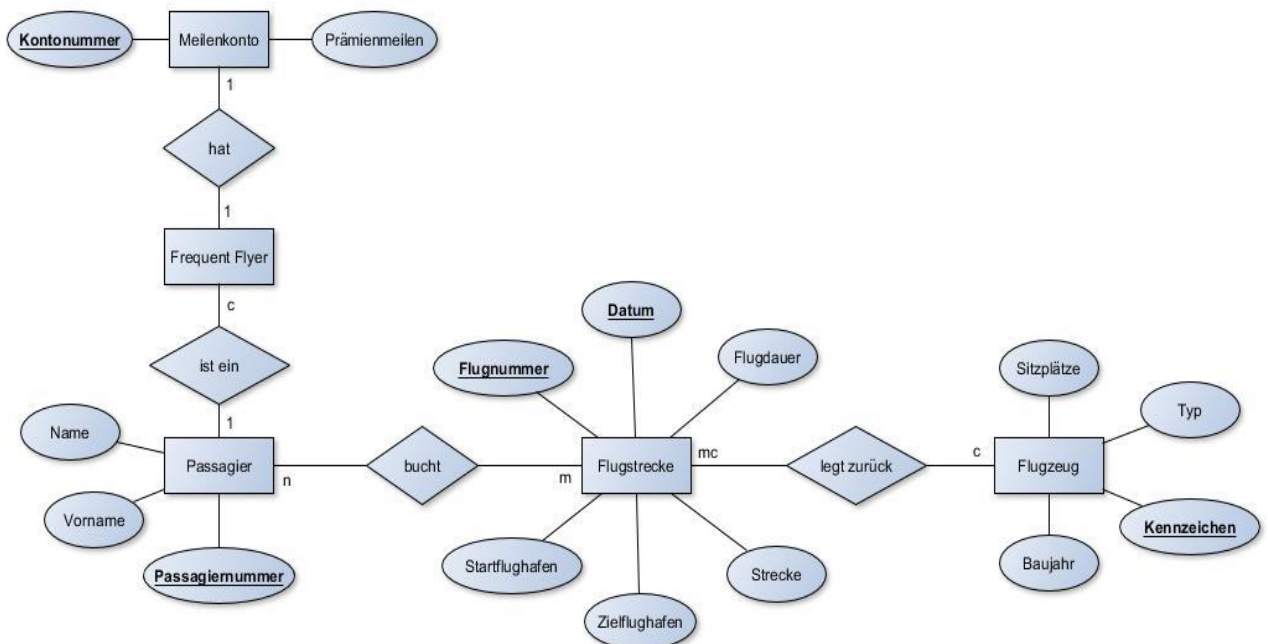 Kontonummer
Meilenkonto
Prämienmeilen
1
hat
1
Frequent Flyer
c
ist ein
1
Name
Passagier
Vorname
Passagiernummer
n
bucht
m
Datum
Flugnummer
Flugdauer
Flugstrecke
Startflughafen
Zielflughafen
Strecke
mc
legt zurück
c
Sitzplätze
Typ
Flugzeug
Kennzeichen
Baujahr